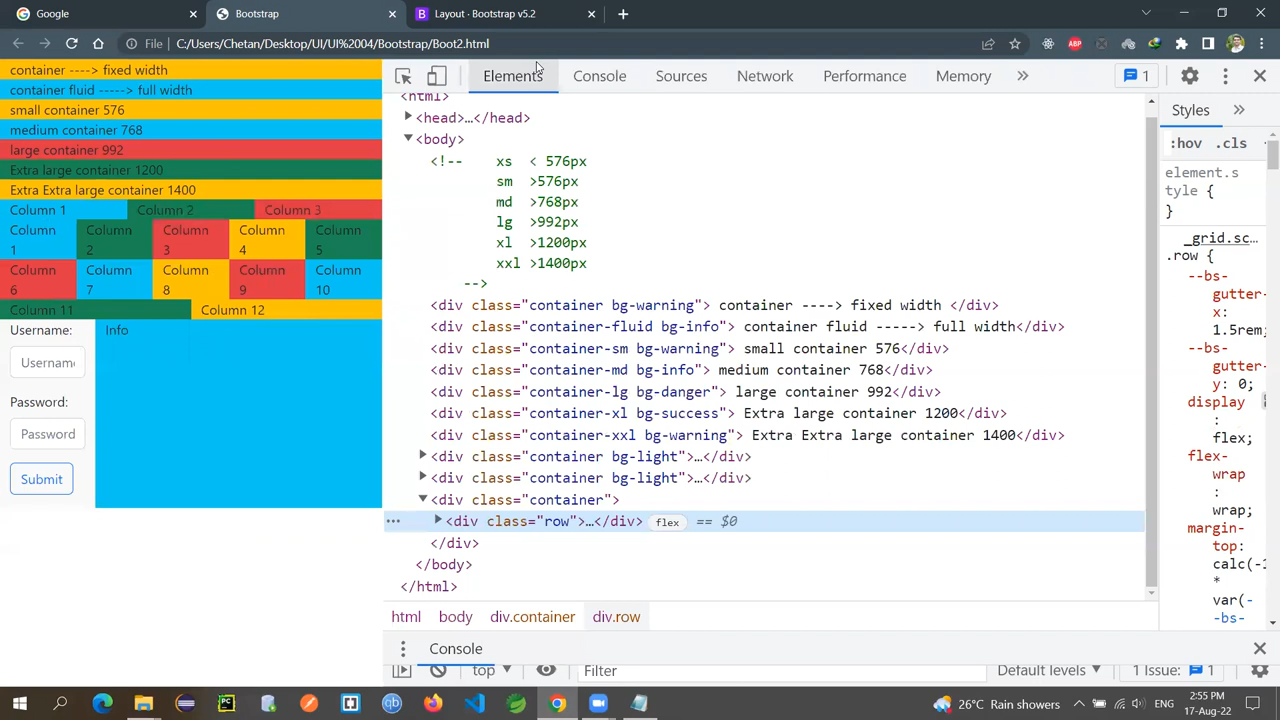 Google
Bootstrap
Layout · Bootstrap v5.2
File
C:/Users/Chetan/Desktop/UI/UI%2004/Bootstrap/Boot2.html
ABP
container ----> fixed width
container fluid -----> full width
small container 576
medium container 768
large container 992
Extra large container 1200
Extra Extra large container 1400
Column 1
Column 2
Column 3
Column 1
Column 2
Column 3
Column 4
Column 5
Column 6
Column 7
Column 8
Column 9
Column 10
Column 11
Column 12
Username:
Info
Password:
Password
Submit
Elements
Console
Sources
Network
Performance
Memory
1
<html>
<head>…</head>
<body>
<!-- xs < 576px
sm >576px
md >768px
lg >992px
xl >1200px
xxl >1400px
-->
<div class="container bg-warning"> container ----> fixed width </div>
<div class="container-fluid bg-info"> container fluid -----> full width</div>
<div class="container-sm bg-warning"> small container 576</div>
<div class="container-md bg-info"> medium container 768</div>
<div class="container-lg bg-danger"> large container 992</div>
<div class="container-xl bg-success"> Extra large container 1200</div>
<div class="container-xxl bg-warning"> Extra Extra large container 1400</div>
<div class="container bg-light">…</div>
<div class="container bg-light">…</div>
<div class="container">
<div class="row">…</div> flex == $0
</div>
</body>
</html>
html body div.container div.row
Styles
:hov .cls
element.s
tyle {
}
_grid.sc…
.row {
--bs-
gutter-
x:
1.5rem;
--bs-
gutter-
y: 0;
display
:
flex;
flex-
wrap
:
wrap;
margin-
top:
*
var(-
-bs-
Console
top
Filter
Default levels
1 Issue: 1
PC
qb
26°C Rain showers
ENG
2:55 PM
17-Aug-22